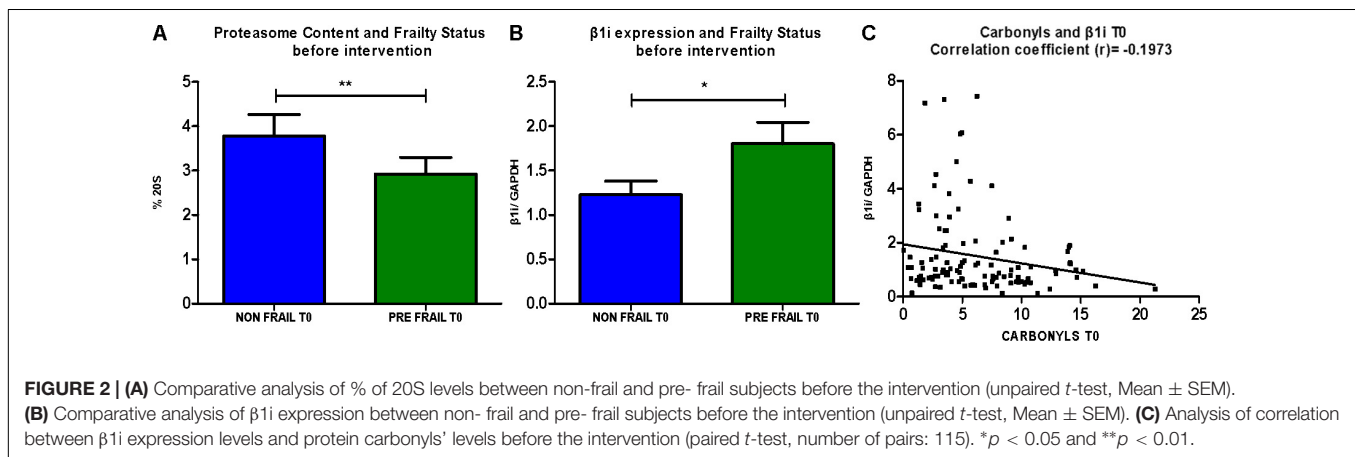 A
Proteasome Content and Frailty Status
before intervention
**
5
4
3
2
1
0
% 20S
NON FRAIL T0
PRE FRAIL T0
B
β1i expression and Frailty Status
before intervention
*
2.5
2.0
1.5
1.0
0.5
0.0
β1i/ GAPDH
NON FRAIL T0
PRE FRAIL T0
C
Carbonyls and β1i T0
Correlation coefficient (r)= -0.1973
8
6
4
2
0
β1i/ GAPDH
0 5 10 15 20 25
CARBONYLS T0
FIGURE 2 | (A) Comparative analysis of % of 20S levels between non-frail and pre- frail subjects before the intervention (unpaired t-test, Mean ± SEM).
(B) Comparative analysis of β1i expression between non- frail and pre- frail subjects before the intervention (unpaired t-test, Mean ± SEM). (C) Analysis of correlation
between β1i expression levels and protein carbonyls' levels before the intervention (paired t-test, number of pairs: 115). *p < 0.05 and **p < 0.01.